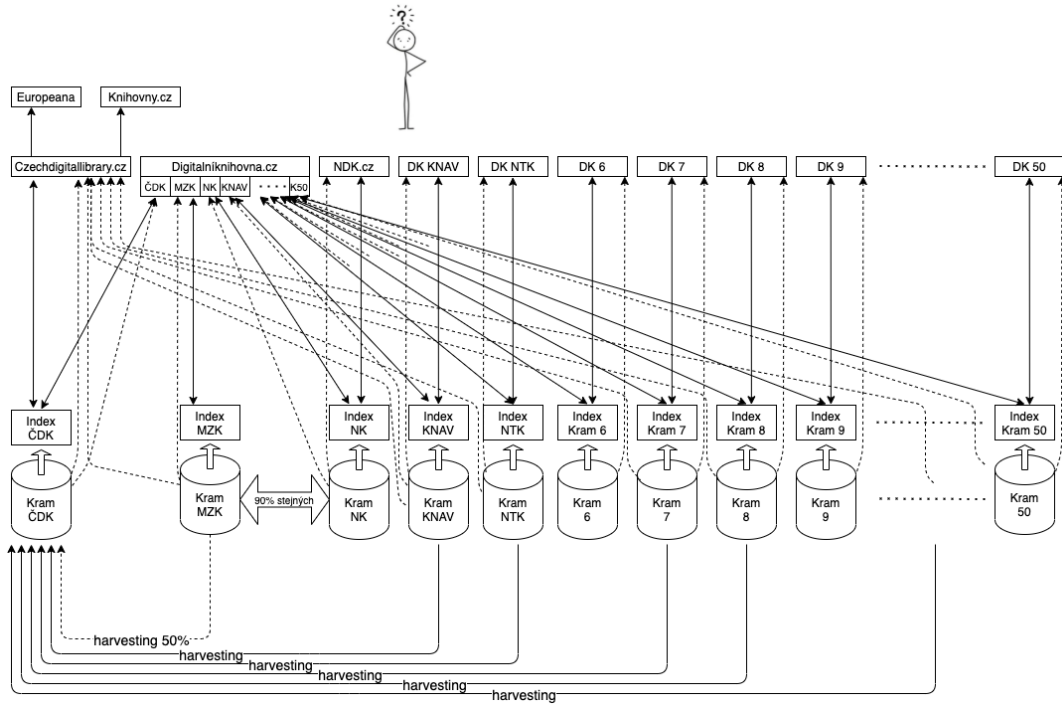 ?
Europeana
Knihovny.cz
Czechdigitallibrary.cz
Digitalníknihovna.cz
NDK.cz
DK KNAV
DK NTK
DK 6
DK 7
DK 8
DK 9
DK 50
ČDK
MZK
NK
KNAV
K50
Index
ČDK
Index
MZK
Index
NK
Index
KNAV
Index
NTK
Index
Kram 6
Index
Kram 7
Index
Kram 8
Index
Kram 9
Index
Kram 50
Kram
ČDK
Kram
MZK
90% stejných
Kram
NK
Kram
KNAV
Kram
NTK
Kram
6
Kram
7
Kram
8
Kram
9
Kram
50
harvesting 50%
harvesting
harvesting
harvesting
harvesting
harvesting